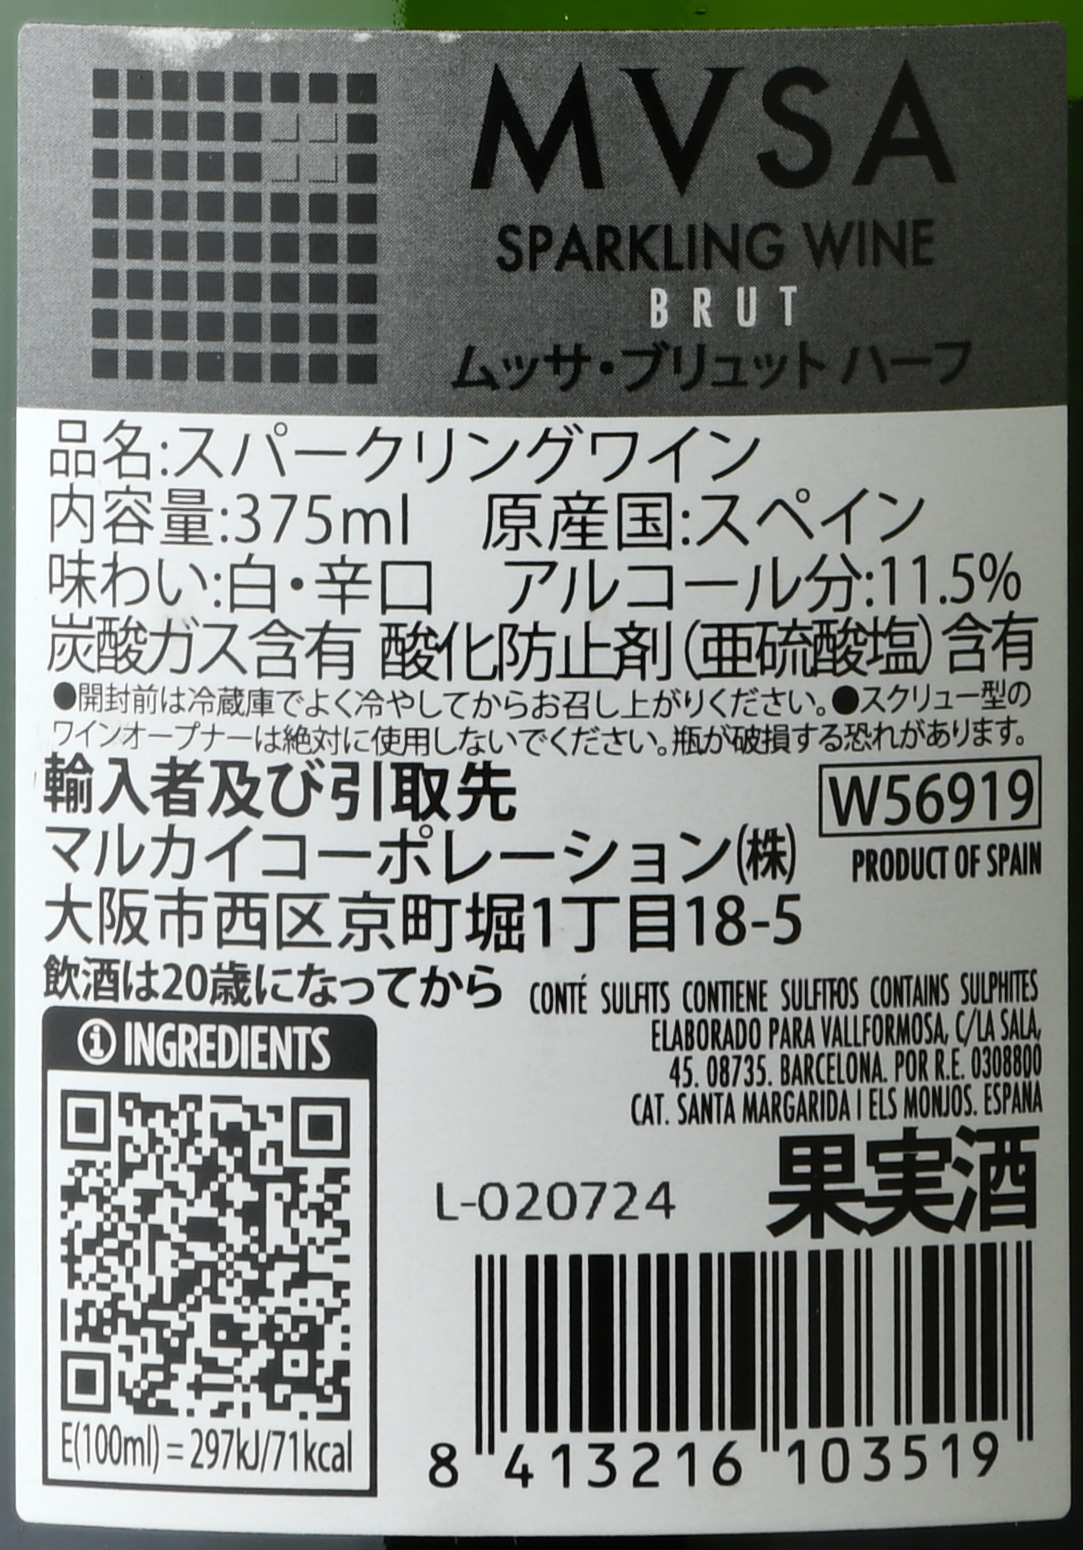 MVSA
SPARKLING WINE
BRUT
ムッサ・ブリュット ハーフ
品名:スパークリングワイン
内容量:375ml 原産国:スペイン
味わい:白・辛口 アルコール分:11.5%
炭酸ガス含有 酸化防止剤(亜硫酸塩)含有
●開封前は冷蔵庫でよく冷やしてからお召し上がりください。●スクリュー型の
ワインオープナーは絶対に使用しないでください。瓶が破損する恐れがあります。
輸入者及び引取先
W56919
マルカイコーポレーション(株)
PRODUCT OF SPAIN
大阪市西区京町堀1丁目18-5
飲酒は20歳になってから
CONTÉ SULFITS CONTIENE SULFITOS CONTAINS SULPHITES
ELABORADO PARA VALLFORMOSA, C/LA SALA,
45. 08735. BARCELONA. POR R.E. 0308800
CAT. SANTA MARGARIDA I ELS MONJOS. ESPAÑA
i INGREDIENTS
E(100ml) = 297kJ/71kcal
果実酒
L-020724
8 413216 103519